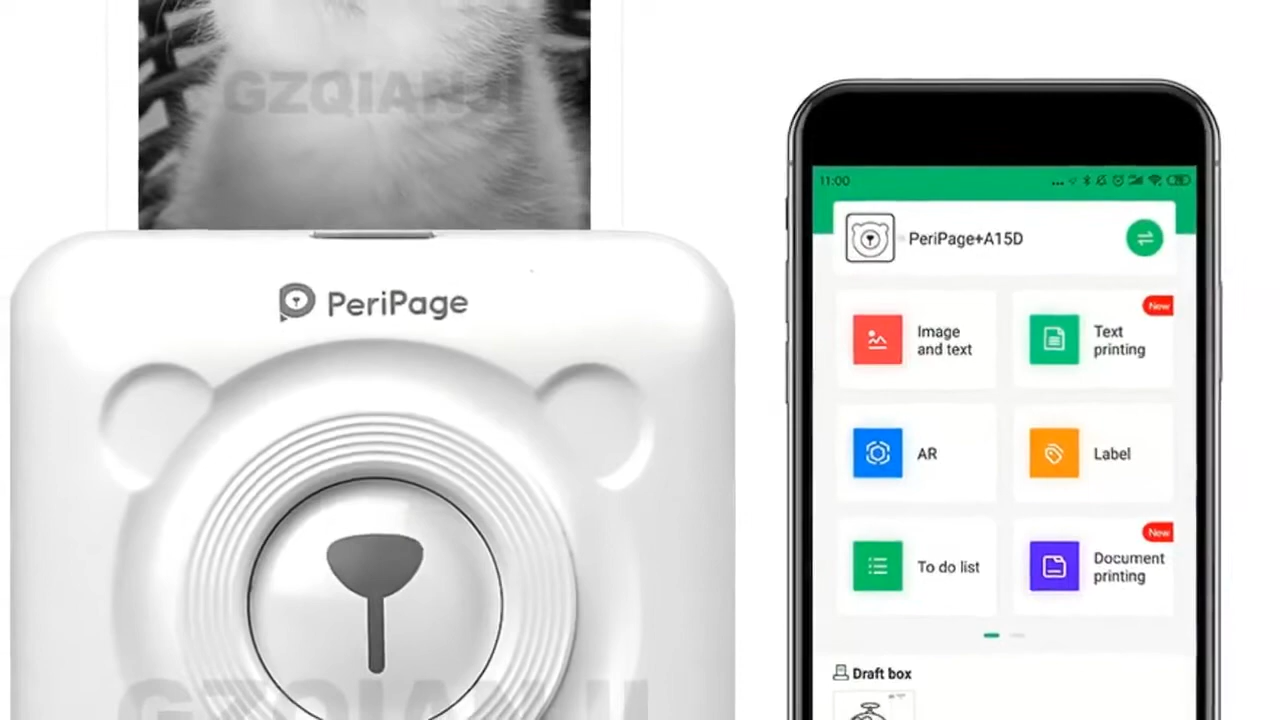 GZQIANJI
PeriPage
GZQIANJI
11:00
PeriPage+A15D
Image
and text
New
Text
printing
AR
Label
To do list
New
Document
printing
Draft box